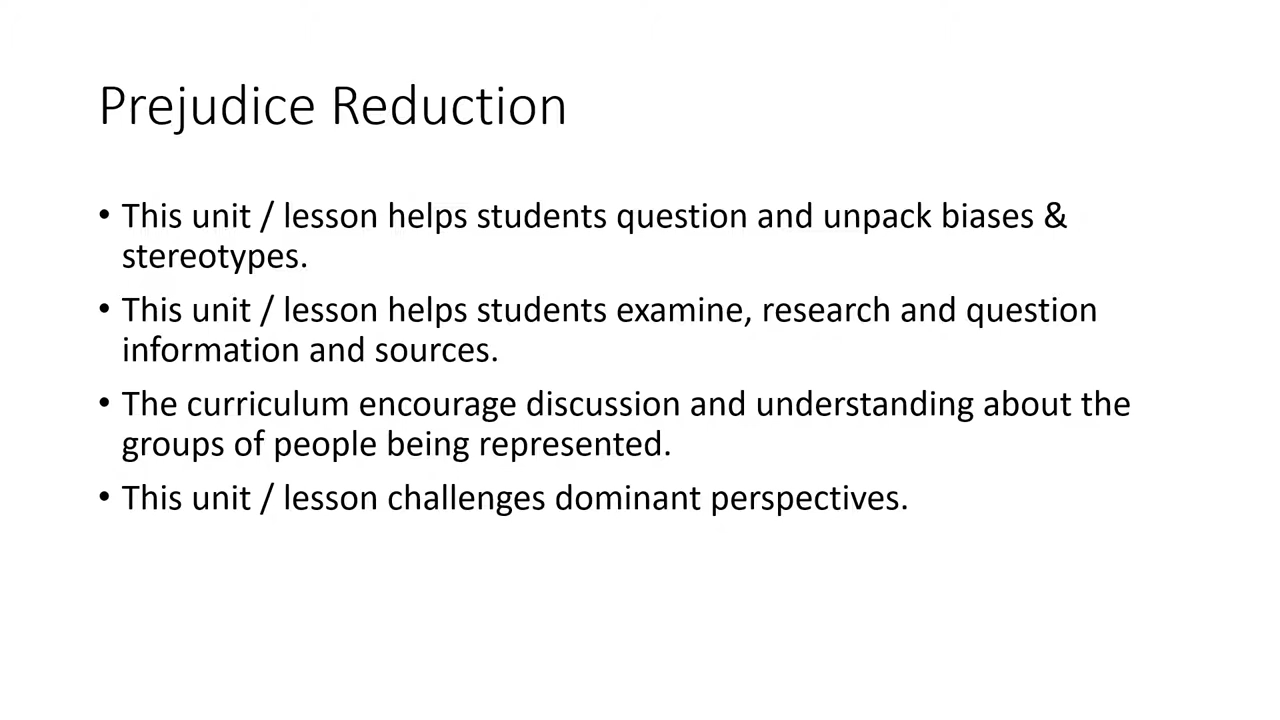 Prejudice Reduction
• This unit / lesson helps students question and unpack biases &
stereotypes.
• This unit / lesson helps students examine, research and question
information and sources.
• The curriculum encourage discussion and understanding about the
groups of people being represented.
• This unit / lesson challenges dominant perspectives.